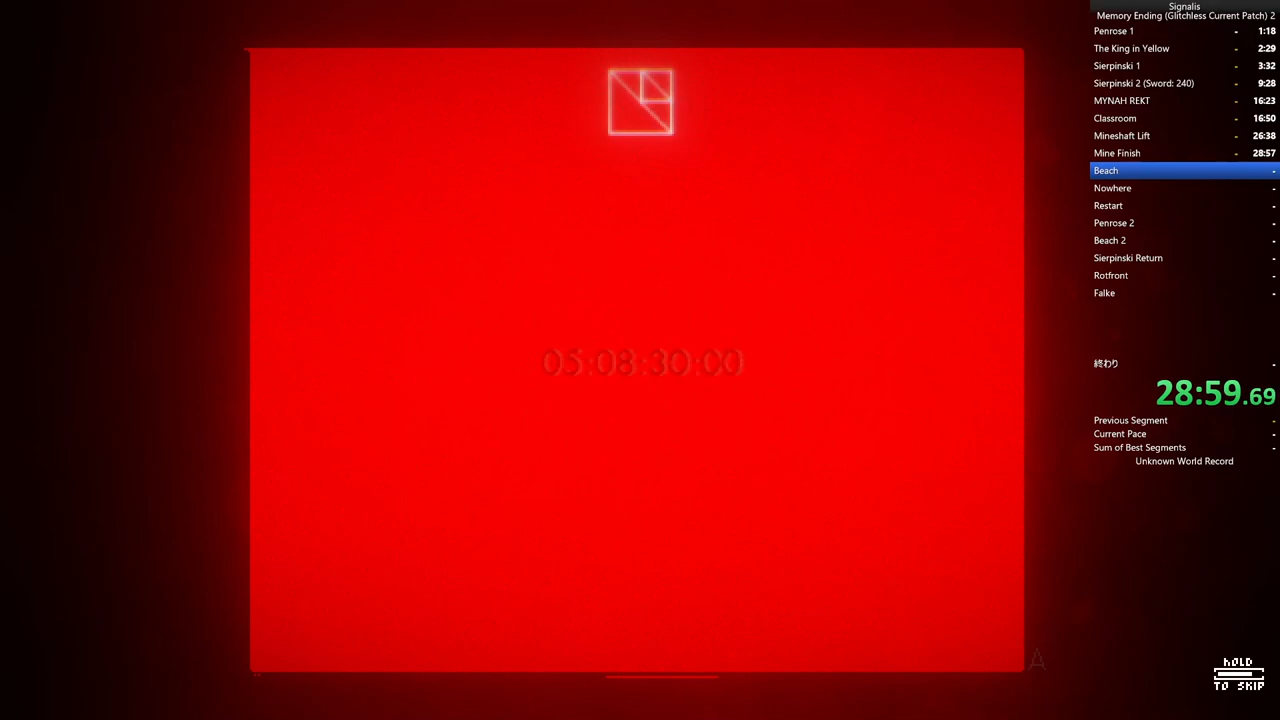 Signalis
Memory Ending (Glitchless Current Patch) 2
Penrose 1 - 1:18
The King in Yellow - 2:29
Sierpinski 1 - 3:32
Sierpinski 2 (Sword: 240) - 9:28
MYNAH REKT - 16:23
Classroom - 16:50
Mineshaft Lift - 26:38
Mine Finish - 28:57
Beach -
Nowhere -
Restart -
Penrose 2 -
Beach 2 -
Sierpinski Return -
Rotfront -
Falke -
05:08:30:00
終わり -
28:59.69
Previous Segment -
Current Pace -
Sum of Best Segments -
Unknown World Record
A
HOLD
TO SKIP